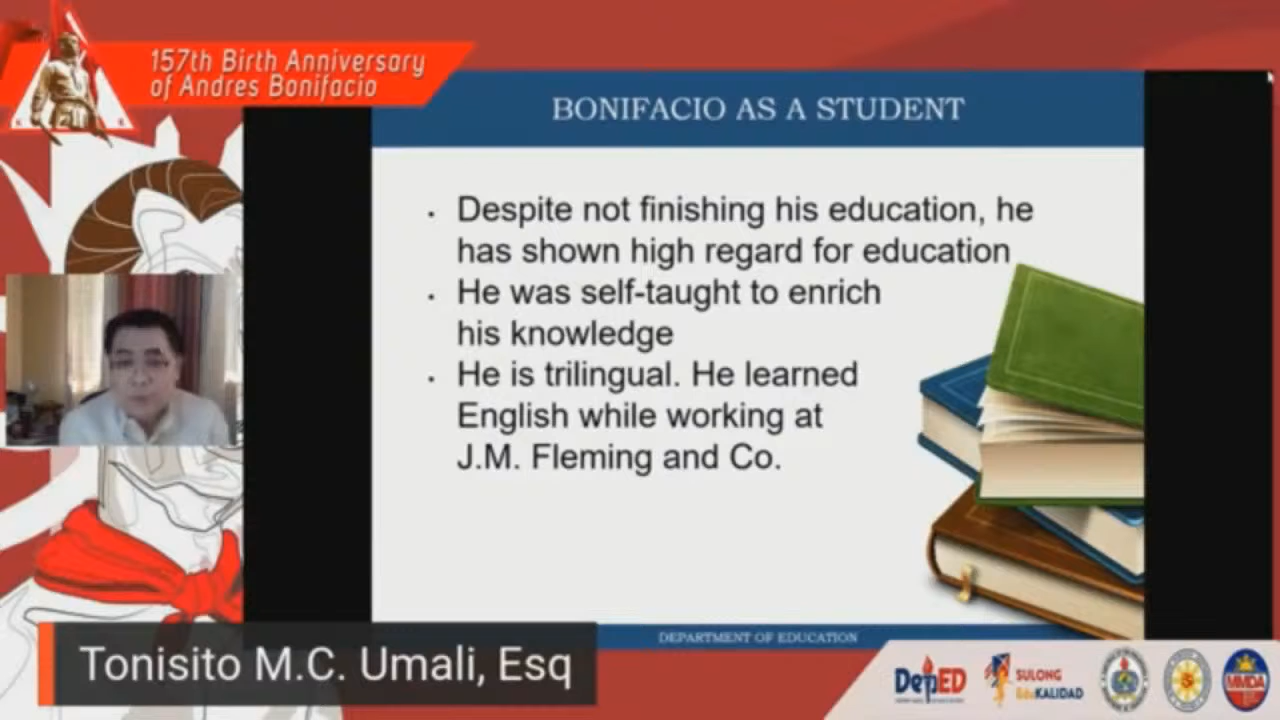 157th Birth Anniversary
of Andres Bonifacio
BONIFACIO AS A STUDENT
• Despite not finishing his education, he
has shown high regard for education
• He was self-taught to enrich
his knowledge
• He is trilingual. He learned
English while working at
J.M. Fleming and Co.
DEPARTMENT OF EDUCATION
Tonisito M.C. Umali, Esq
DepED
SULONG
EduKALIDAD
MMDA